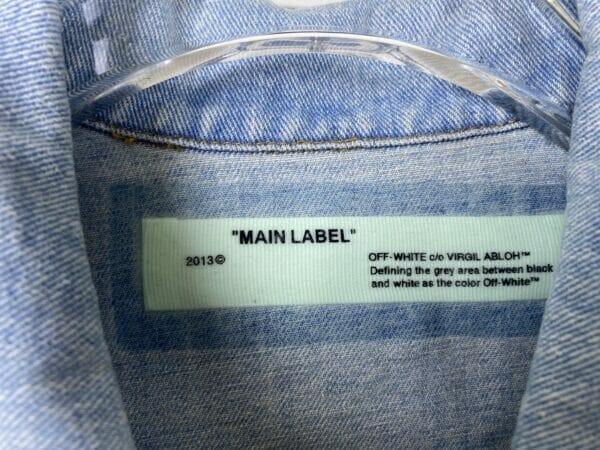 "MAIN LABEL"
2013©
OFF-WHITE c/o VIRGIL ABLOH™
Defining the grey area between black
and white as the color Off-White™